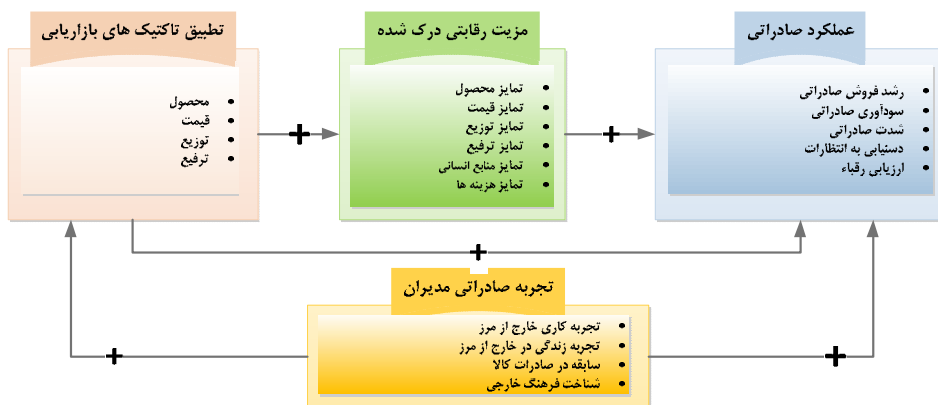 تطبیق تاکتیک های بازاریابی
محصول
قیمت
توزیع
ترفیع
مزیت رقابتی درک شده
تمایز محصول
تمایز قیمت
تمایز توزیع
تمایز ترفیع
تمایز منابع انسانی
تمایز هزینه ها
عملکرد صادراتی
رشد فروش صادراتی
سودآوری صادراتی
شدت صادراتی
دستیابی به انتظارات
ارزیابی رقباء
تجربه صادراتی مدیران
تجربه کاری خارج از مرز
تجربه زندگی در خارج از مرز
سابقه در صادرات کالا
شناخت فرهنگ خارجی
+
+
+
+
+